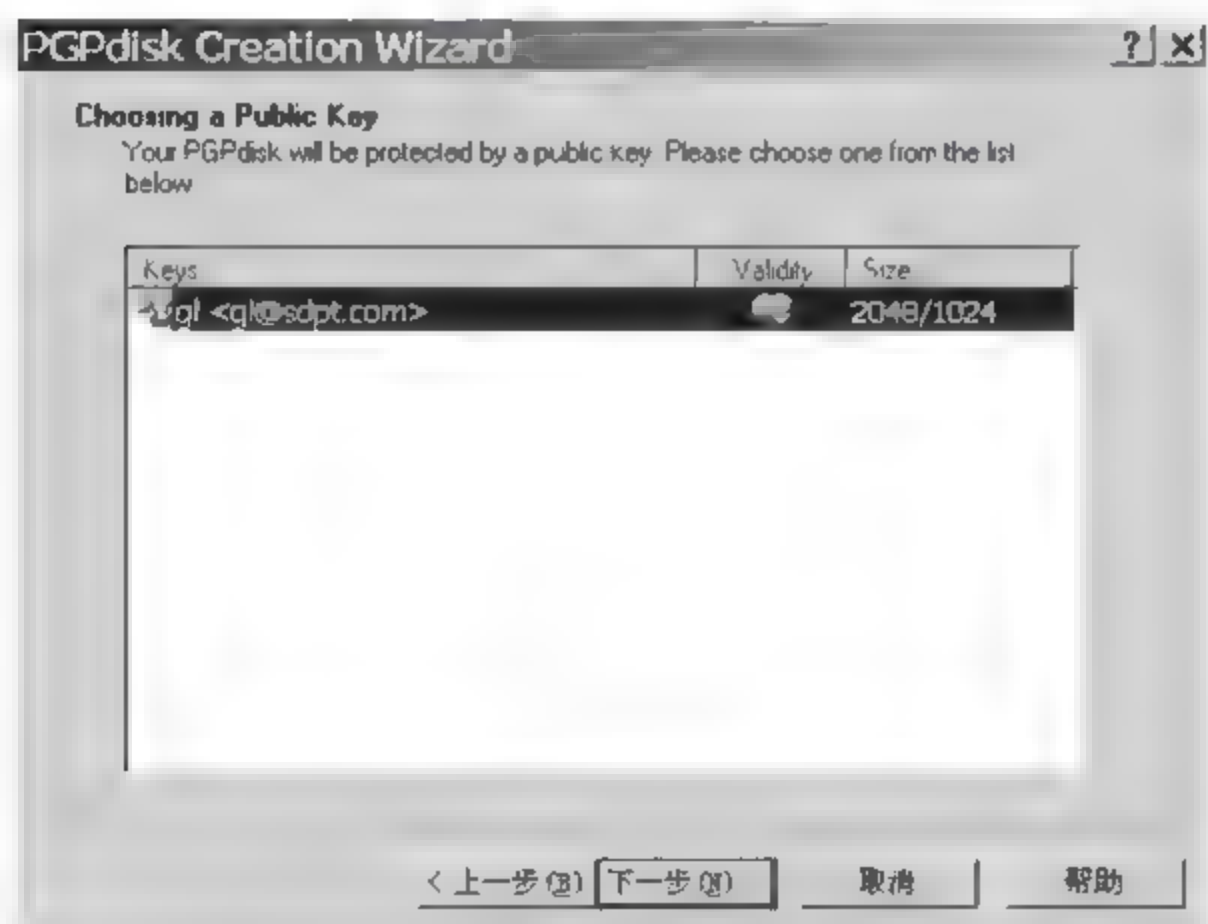 PGPdisk Creation Wizard
Choosing a Public Key
Your PGPdisk will be protected by a public key. Please choose one from the list
below
Keys Validity Size
<ql@sdpt.com> 2048/1024
< 上一步(B) 下一步(N) 取消 帮助